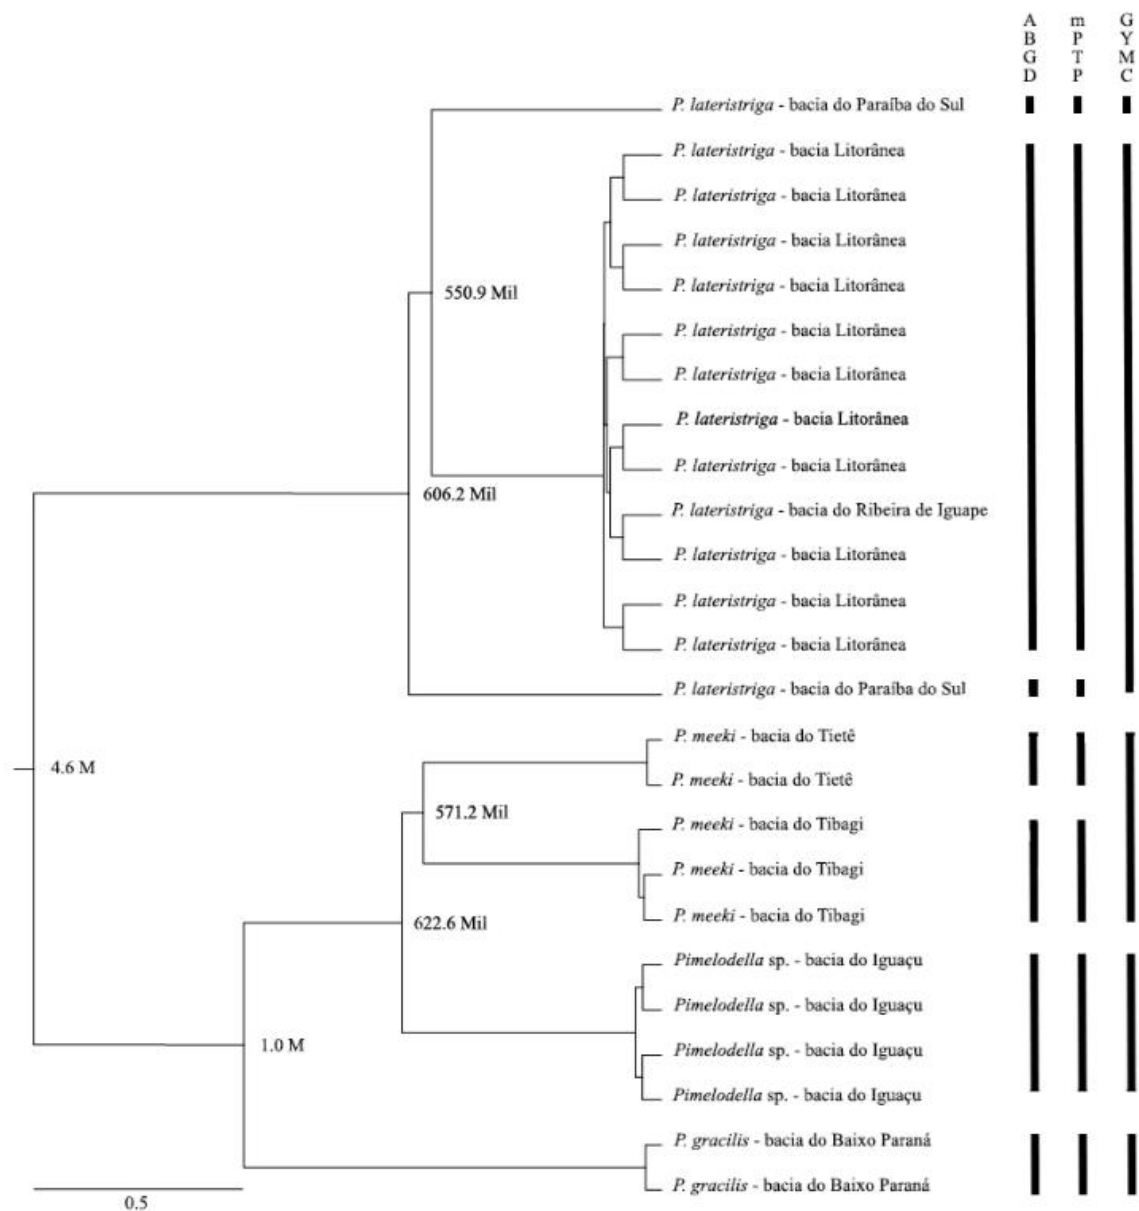 A m G
B P Y
G T M
D P C
P. lateristriga - bacia do Paraíba do Sul
P. lateristriga - bacia Litorânea
P. lateristriga - bacia Litorânea
P. lateristriga - bacia Litorânea
550.9 Mil
P. lateristriga - bacia Litorânea
P. lateristriga - bacia Litorânea
P. lateristriga - bacia Litorânea
P. lateristriga - bacia Litorânea
P. lateristriga - bacia Litorânea
606.2 Mil
P. lateristriga - bacia do Ribeira de Iguape
P. lateristriga - bacia Litorânea
P. lateristriga - bacia Litorânea
P. lateristriga - bacia Litorânea
P. lateristriga - bacia do Paraíba do Sul
P. meeki - bacia do Tietê
4.6 M
P. meeki - bacia do Tietê
571.2 Mil
P. meeki - bacia do Tibagi
P. meeki - bacia do Tibagi
P. meeki - bacia do Tibagi
622.6 Mil
Pimelodella sp. - bacia do Iguaçu
Pimelodella sp. - bacia do Iguaçu
1.0 M
Pimelodella sp. - bacia do Iguaçu
Pimelodella sp. - bacia do Iguaçu
P. gracilis - bacia do Baixo Paraná
P. gracilis - bacia do Baixo Paraná
0.5